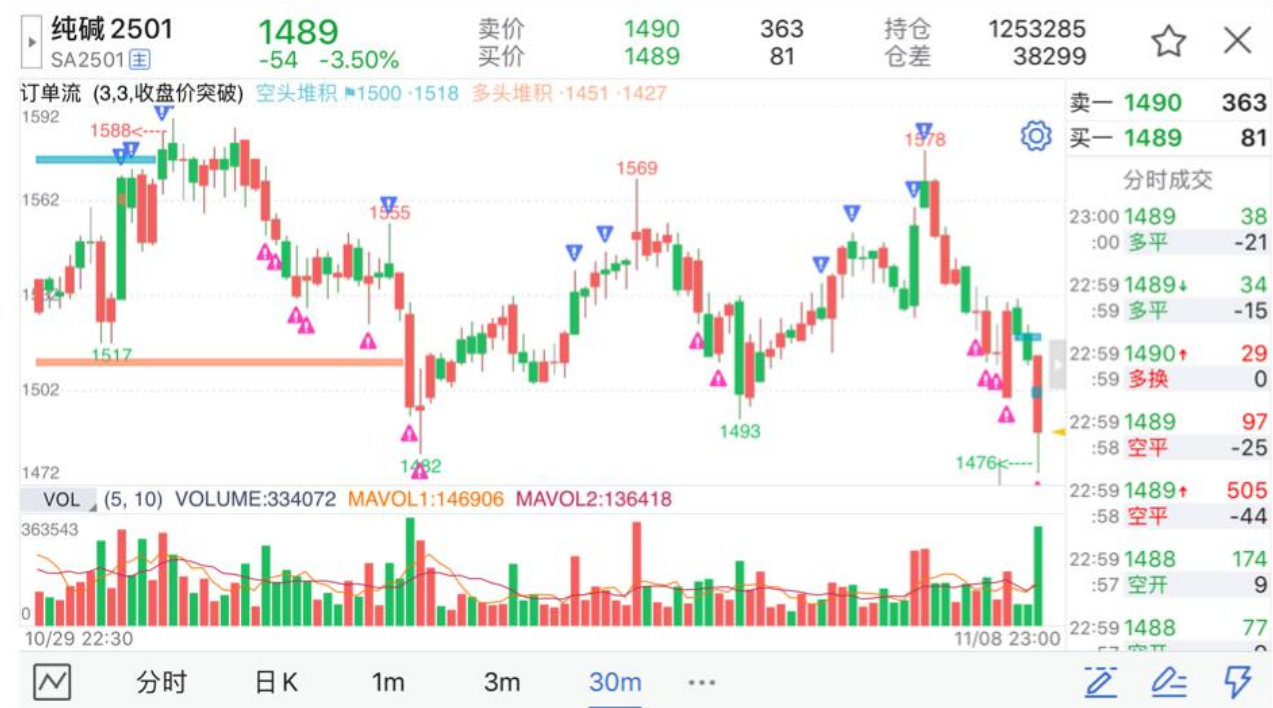 纯碱 2501
SA2501 主
1489
-54 -3.50%
卖价 1490 363
买价 1489 81
持仓 1253285
仓差 38299
订单流 (3,3,收盘价突破) 空头堆积 1500 ·1518 多头堆积 ·1451 ·1427
1592
1588<----
1578
1569
1562
1555
1517
1502
1493
1476<----
1472
VOL (5, 10) VOLUME:334072 MAVOL1:146906 MAVOL2:136418
363543
0
10/29 22:30
11/08 23:00
卖一 1490 363
买一 1489 81
分时成交
23:00 1489 38
:00 多平 -21
22:59 1489↓ 34
:59 多平 -15
22:59 1490↑ 29
:59 多换 0
22:59 1489 97
:58 空平 -25
22:59 1489↑ 505
:58 空平 -44
22:59 1488 174
:57 空开 9
22:59 1488 77
分时
日K
1m
3m
30m